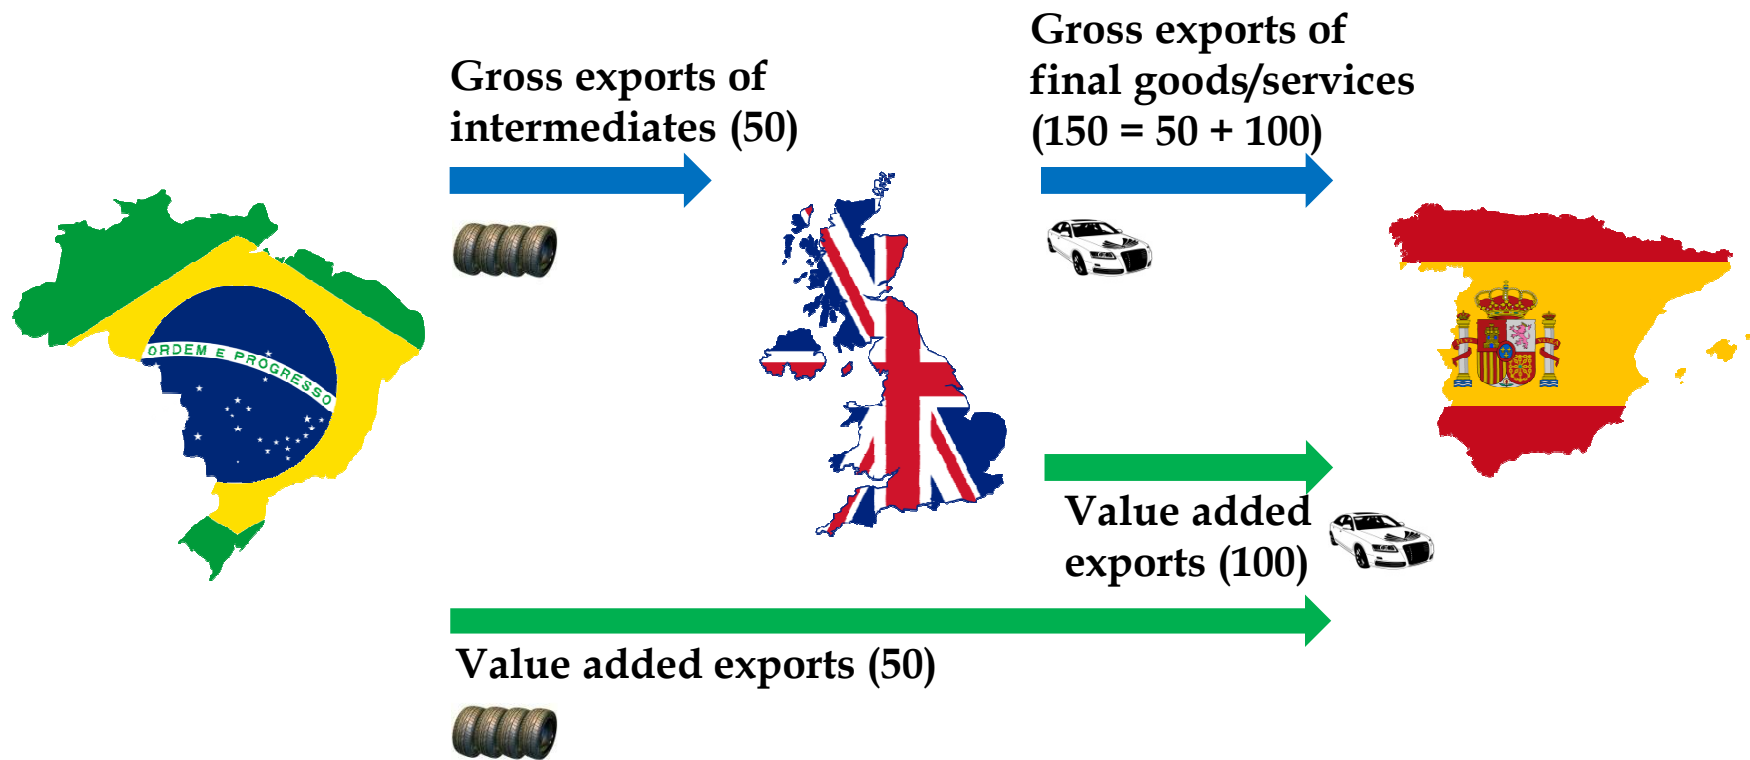 Gross exports of
intermediates (50)
Gross exports of
final goods/services
(150 = 50 + 100)
ORDEM E PROGRESSO
Value added
exports (100)
Value added exports (50)